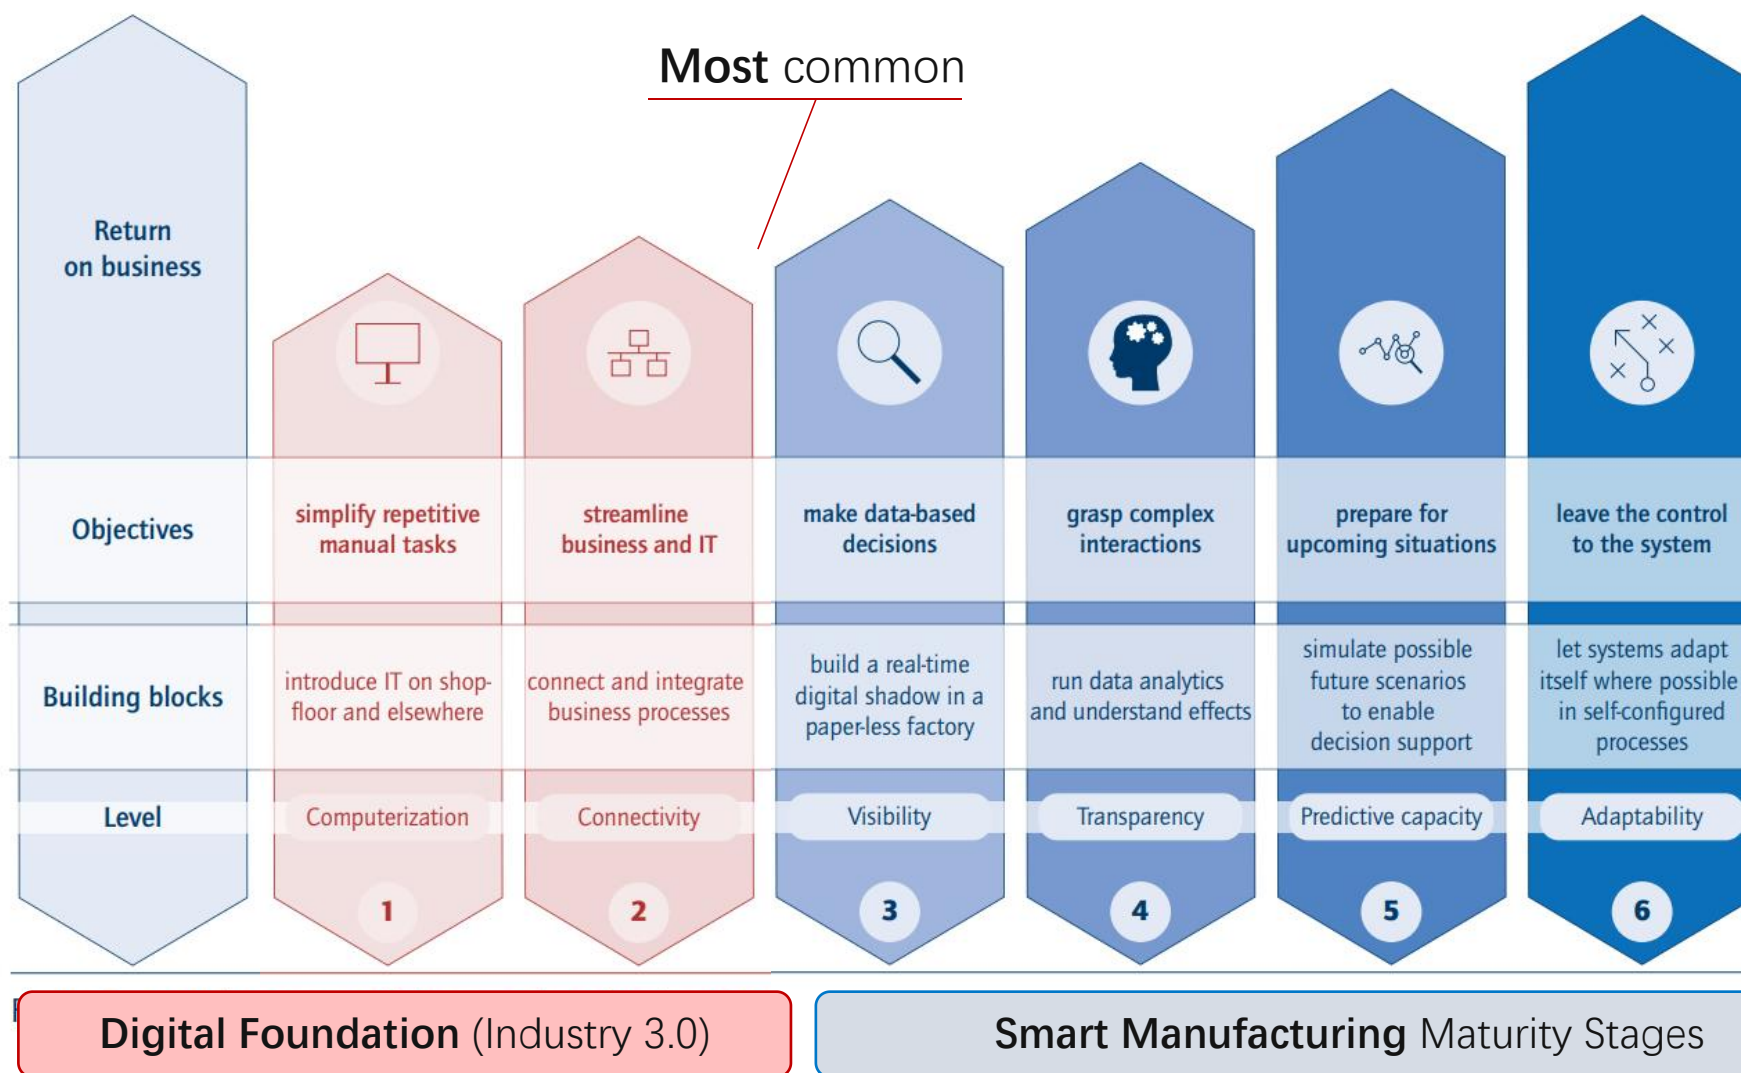 Most common
Return
on business
Objectives
simplify repetitive
manual tasks
streamline
business and IT
make data-based
decisions
grasp complex
interactions
prepare for
upcoming situations
leave the control
to the system
Building blocks
introduce IT on shop-
floor and elsewhere
connect and integrate
business processes
build a real-time
digital shadow in a
paper-less factory
run data analytics
and understand effects
simulate possible
future scenarios
to enable
decision support
let systems adapt
itself where possible
in self-configured
processes
Level
Computerization
Connectivity
Visibility
Transparency
Predictive capacity
Adaptability
1
2
3
4
5
6
Digital Foundation (Industry 3.0)
Smart Manufacturing Maturity Stages